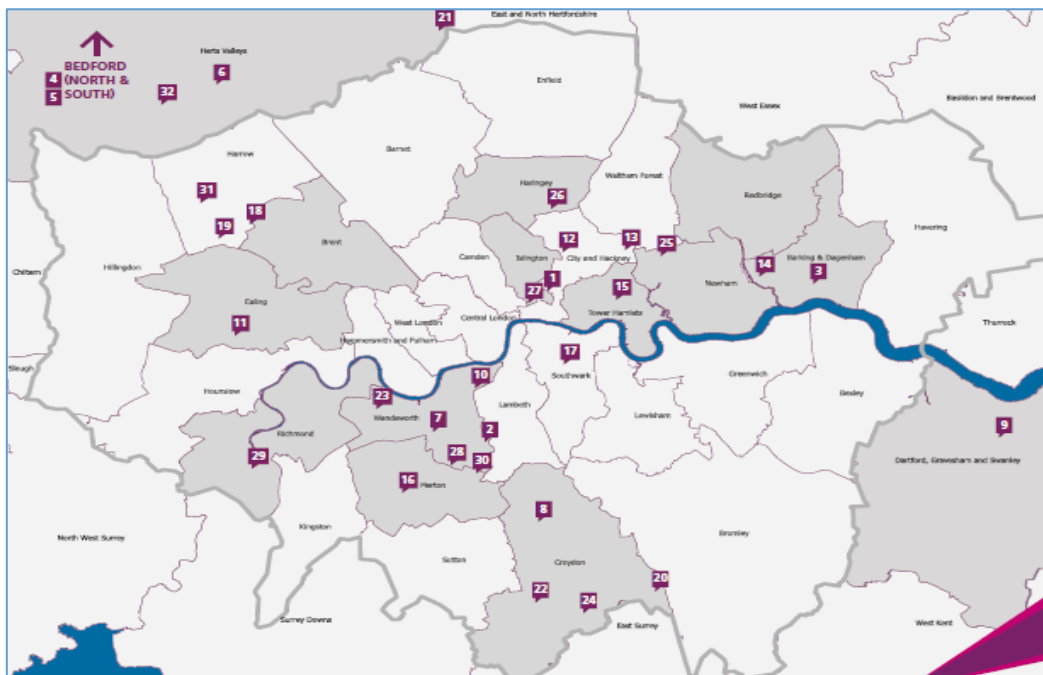 East and North Hertfordshire
21
BEDFORD
(NORTH &
SOUTH)
4
5
Herts Valleys
6
32
Enfield
West Essex
Basildon and Brentwood
Barnet
Harrow
31
18
19
Haringey
26
Waltham Forest
Redbridge
Havering
Chiltern
Hillingdon
Brent
Camden
Islington
12
13
25
City and Hackney
1
27
15
14
Barking & Dagenham
3
Newham
Ealing
11
West London
Central London
Tower Hamlets
Thurrock
Slough
Hammersmith and Fulham
Hounslow
10
17
Southwark
Greenwich
Bexley
23
Wandsworth
7
2
Lambeth
Lewisham
Richmond
29
28
30
9
Dartford, Gravesham and Swanley
16
Merton
Kingston
8
North West Surrey
Sutton
Croydon
Bromley
22
24
20
Surrey Downs
East Surrey
West Kent